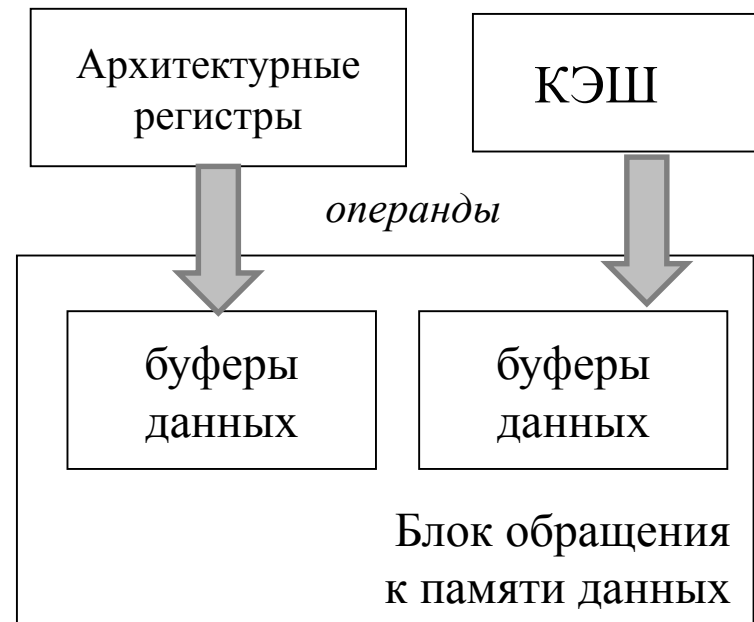 Архитектурные
регистры
КЭШ
операнды
буферы
данных
буферы
данных
Блок обращения
к памяти данных